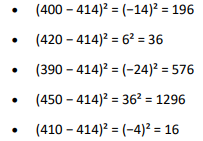 • (400 – 414)² = (–14)² = 196
• (420 – 414)² = 6² = 36
• (390 – 414)² = (–24)² = 576
• (450 – 414)² = 36² = 1296
• (410 – 414)² = (–4)² = 16